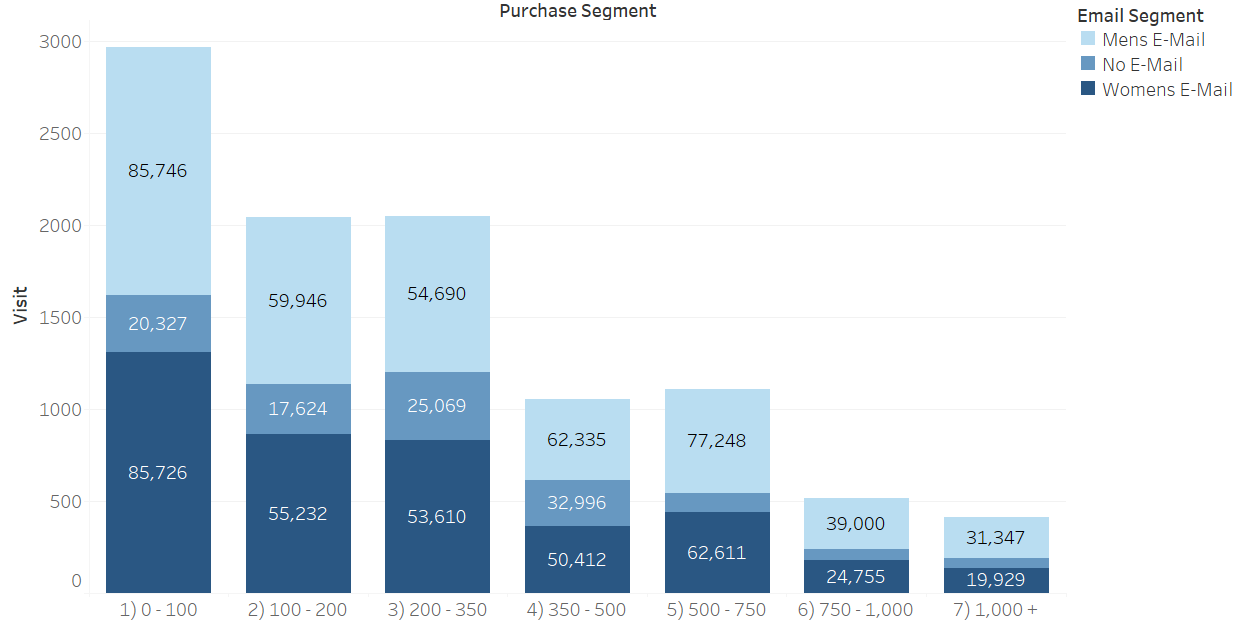 Purchase Segment
Email Segment
Mens E-Mail
No E-Mail
Womens E-Mail
Visit
3000
2500
2000
1500
1000
500
0
85,746
20,327
85,726
59,946
17,624
55,232
54,690
25,069
53,610
62,335
32,996
50,412
77,248
62,611
39,000
24,755
31,347
19,929
1) 0 - 100
2) 100 - 200
3) 200 - 350
4) 350 - 500
5) 500 - 750
6) 750 - 1,000
7) 1,000 +